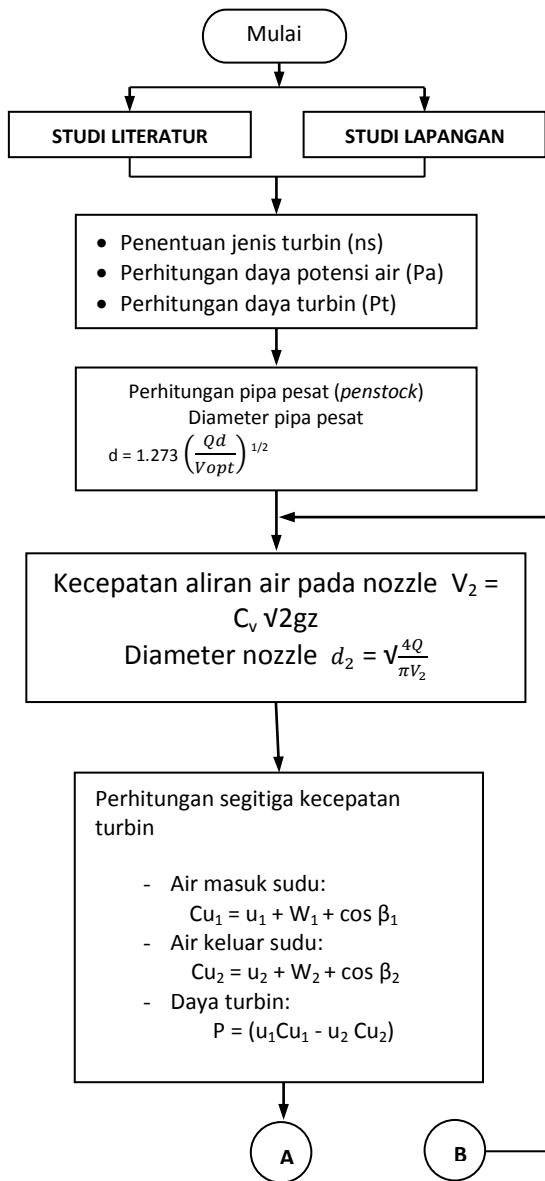 Mulai
STUDI LITERATUR
STUDI LAPANGAN
• Penentuan jenis turbin (ns)
• Perhitungan daya potensi air (Pa)
• Perhitungan daya turbin (Pt)
Perhitungan pipa pesat (penstock)
Diameter pipa pesat
d = 1.273 (Qd/Vopt) ^1/2
Kecepatan aliran air pada nozzle V₂ =
Cᵥ √2gz
Diameter nozzle d₂ = √4Q/πV₂
Perhitungan segitiga kecepatan
turbin
- Air masuk sudu:
Cu₁ = u₁ + W₁ + cos β₁
- Air keluar sudu:
Cu₂ = u₂ + W₂ + cos β₂
- Daya turbin:
P = (u₁Cu₁ - u₂ Cu₂)
A
B